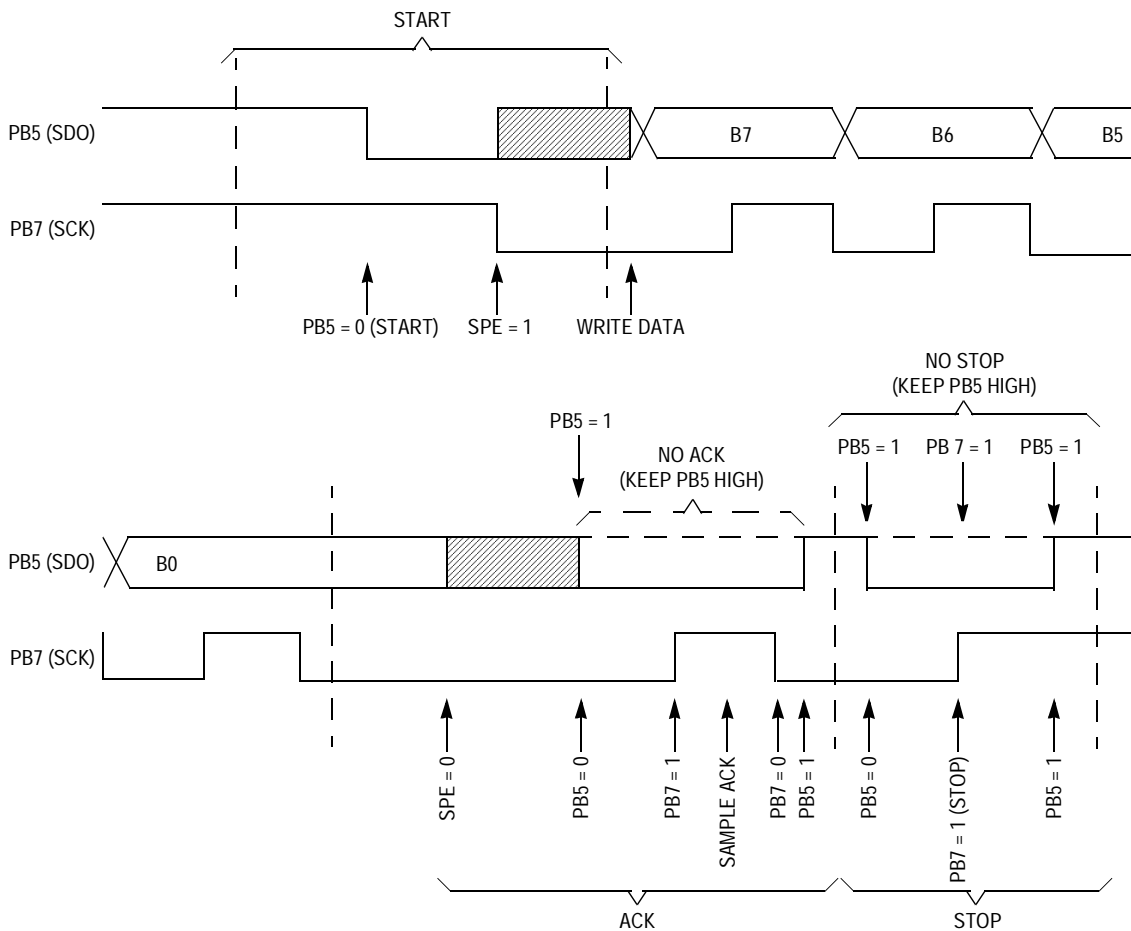 START
PB5 (SDO)
B7
B6
B5
PB7 (SCK)
PB5 = 0 (START)
SPE = 1
WRITE DATA
NO STOP
(KEEP PB5 HIGH)
PB5 = 1
NO ACK
(KEEP PB5 HIGH)
PB5 = 1
PB 7 = 1
PB5 = 1
PB5 (SDO)
B0
PB7 (SCK)
SPE = 0
PB5 = 0
PB7 = 1
SAMPLE ACK
PB7 = 0
PB5 = 1
PB5 = 0
PB7 = 1 (STOP)
PB5 = 1
ACK
STOP